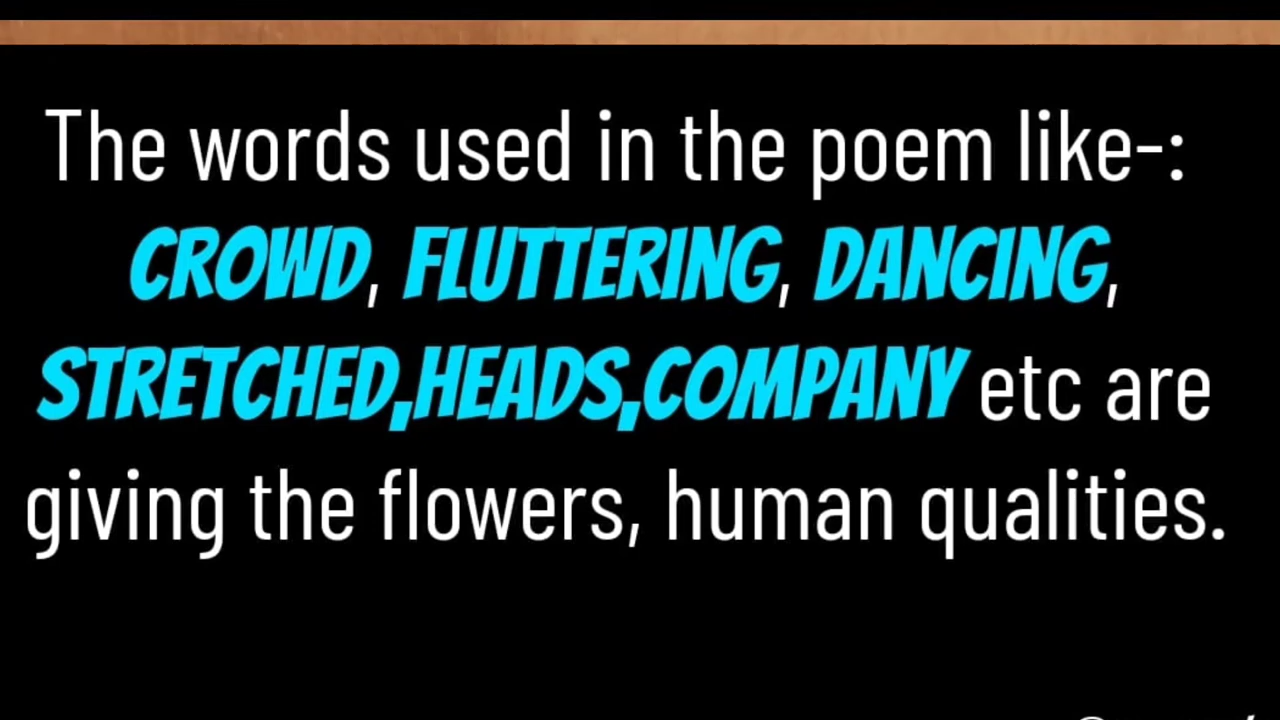 The words used in the poem like-:
CROWD, FLUTTERING, DANCING,
STRETCHED,HEADS,COMPANY etc are
giving the flowers, human qualities.